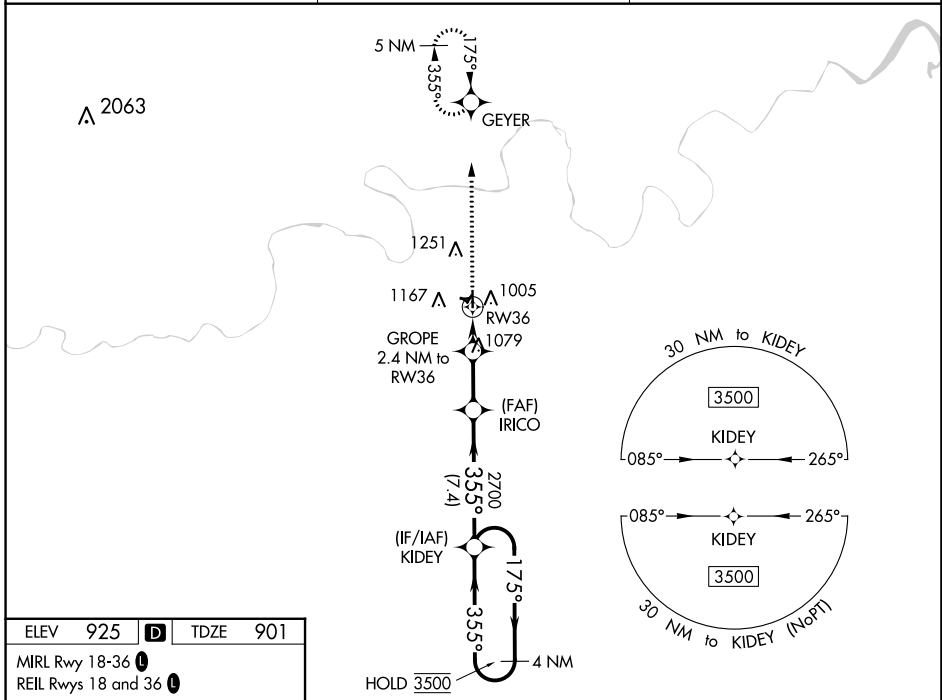 5 NM
175°
355°
GEYER
2063
1251
1167
1005
RW36
1079
GROPE
2.4 NM to
RW36
(FAF)
IRICO
2700
355°
(7.4)
(IF/IAF)
KIDEY
175°
355°
4 NM
HOLD 3500
30 NM to KIDEY
3500
KIDEY
085°
265°
085°
265°
KIDEY
3500
30 NM to KIDEY (NoPT)
ELEV 925 D TDZE 901
MIRL Rwy 18-36 L
REIL Rwys 18 and 36 L